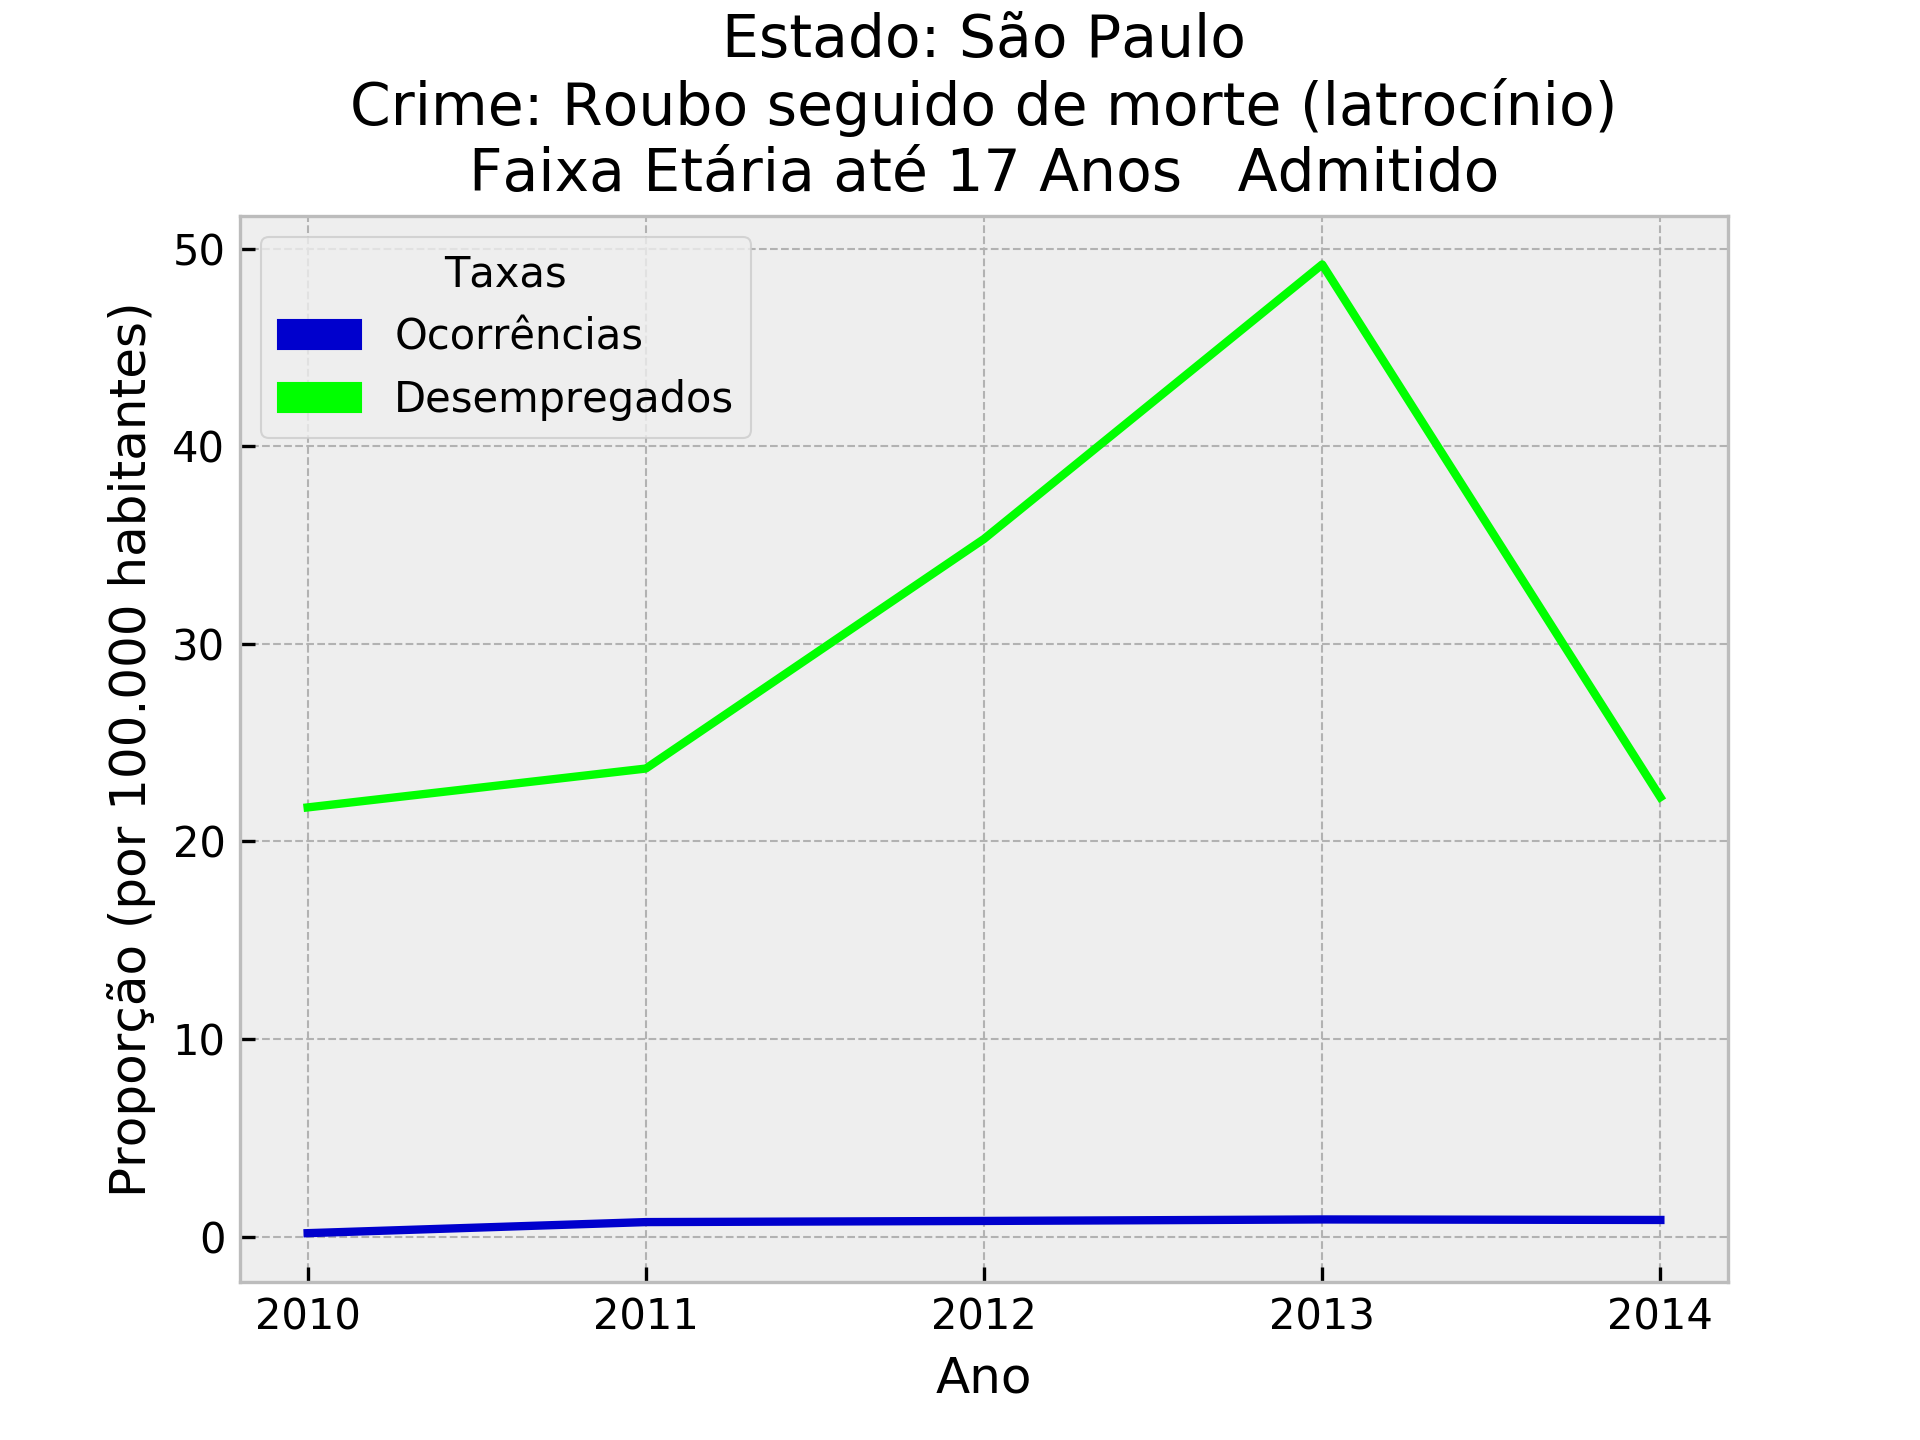 Estado: São Paulo
Crime: Roubo seguido de morte (latrocínio)
Faixa Etária até 17 Anos   Admitido
Taxas
Ocorrências
Desempregados
Proporção (por 100.000 habitantes)
50
40
30
20
10
0
2010 2011 2012 2013 2014
Ano